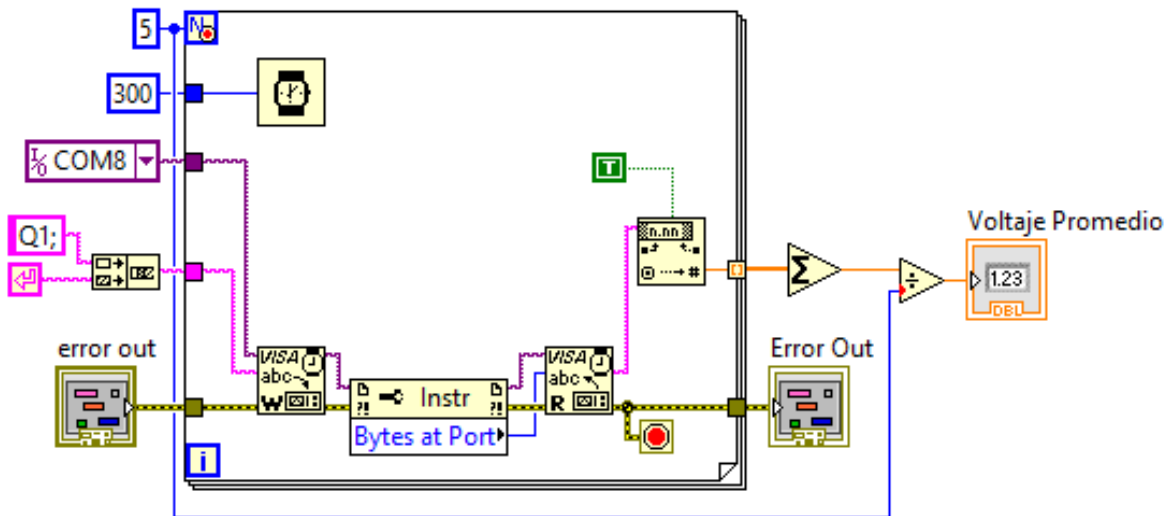 5
N
300
I/O COM8
T
n.nn
#
Voltaje Promedio
Q1;
Σ
÷
1.23
DBL
error out
VISA
abc
W
?!
Instr
?!
VISA
abc
R
Error Out
Bytes at Port
i